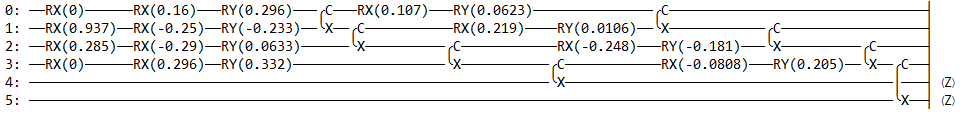 0: ──RX(0)──────RX(0.16)───RY(0.296)───╭C──RX(0.107)──RY(0.0623)───────────────╭C─────────────────────────────────┤
1: ──RX(0.937)──RX(-0.25)──RY(-0.233)──╰X──╭C──────────RX(0.219)───RY(0.0106)──╰X────────────╭C───────────────────┤
2: ──RX(0.285)──RX(-0.29)──RY(0.0633)──────╰X──────────╭C──────────RX(-0.248)───RY(-0.181)───╰X──────────╭C───────┤
3: ──RX(0)──────RX(0.296)──RY(0.332)───────────────────╰X──────────╭C───────────RX(-0.0808)──RY(0.205)──╰X──╭C───┤
4: ────────────────────────────────────────────────────────────────╰X────────────────────────────────────────│────┤ ⟨Z⟩
5: ──────────────────────────────────────────────────────────────────────────────────────────────────────────╰X───┤ ⟨Z⟩